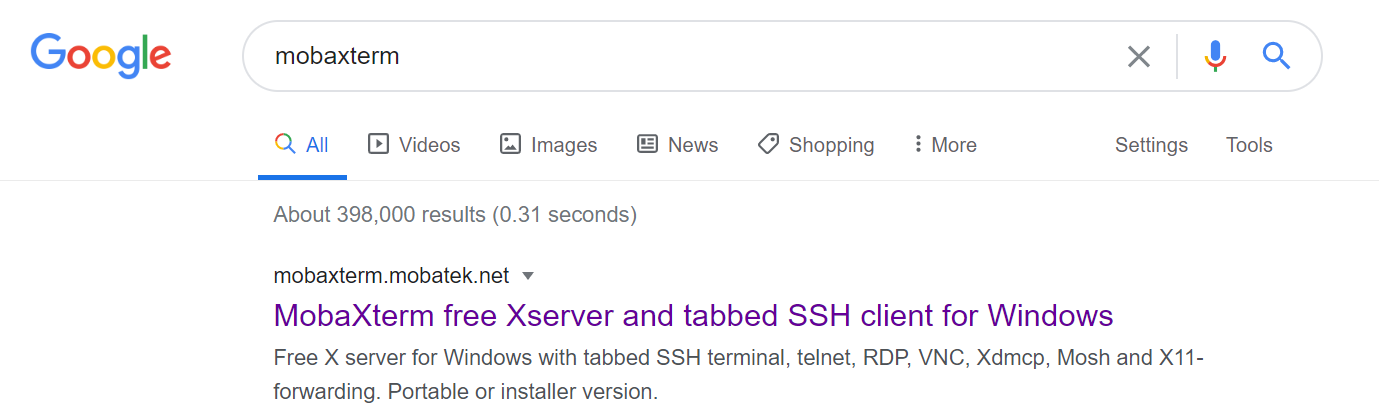 Google
mobaxterm
All Videos Images News Shopping More Settings Tools
About 398,000 results (0.31 seconds)
mobaxterm.mobatek.net
MobaXterm free Xserver and tabbed SSH client for Windows
Free X server for Windows with tabbed SSH terminal, telnet, RDP, VNC, Xdmcp, Mosh and X11-
forwarding. Portable or installer version.